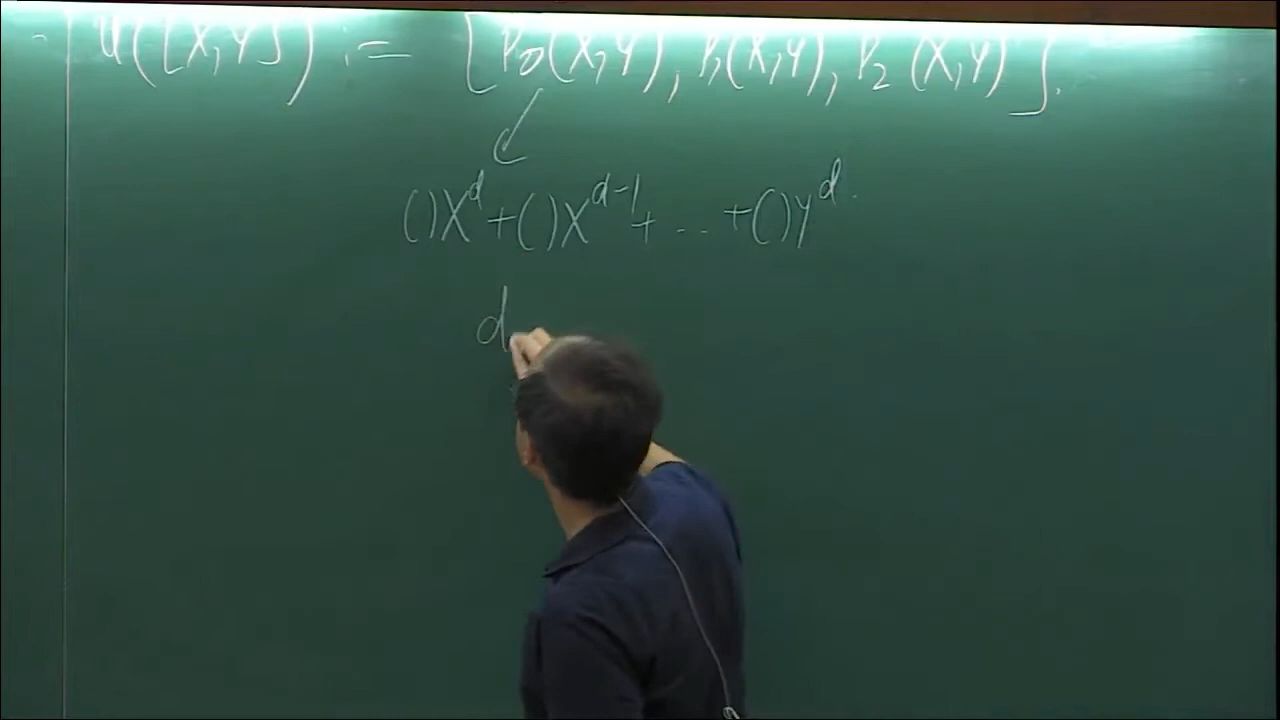 u([X,Y]) := [P₀(X,Y), P₁(X,Y), P₂(X,Y)].
()X^d + ()X^{d-1} + ... + ()Y^d.
d